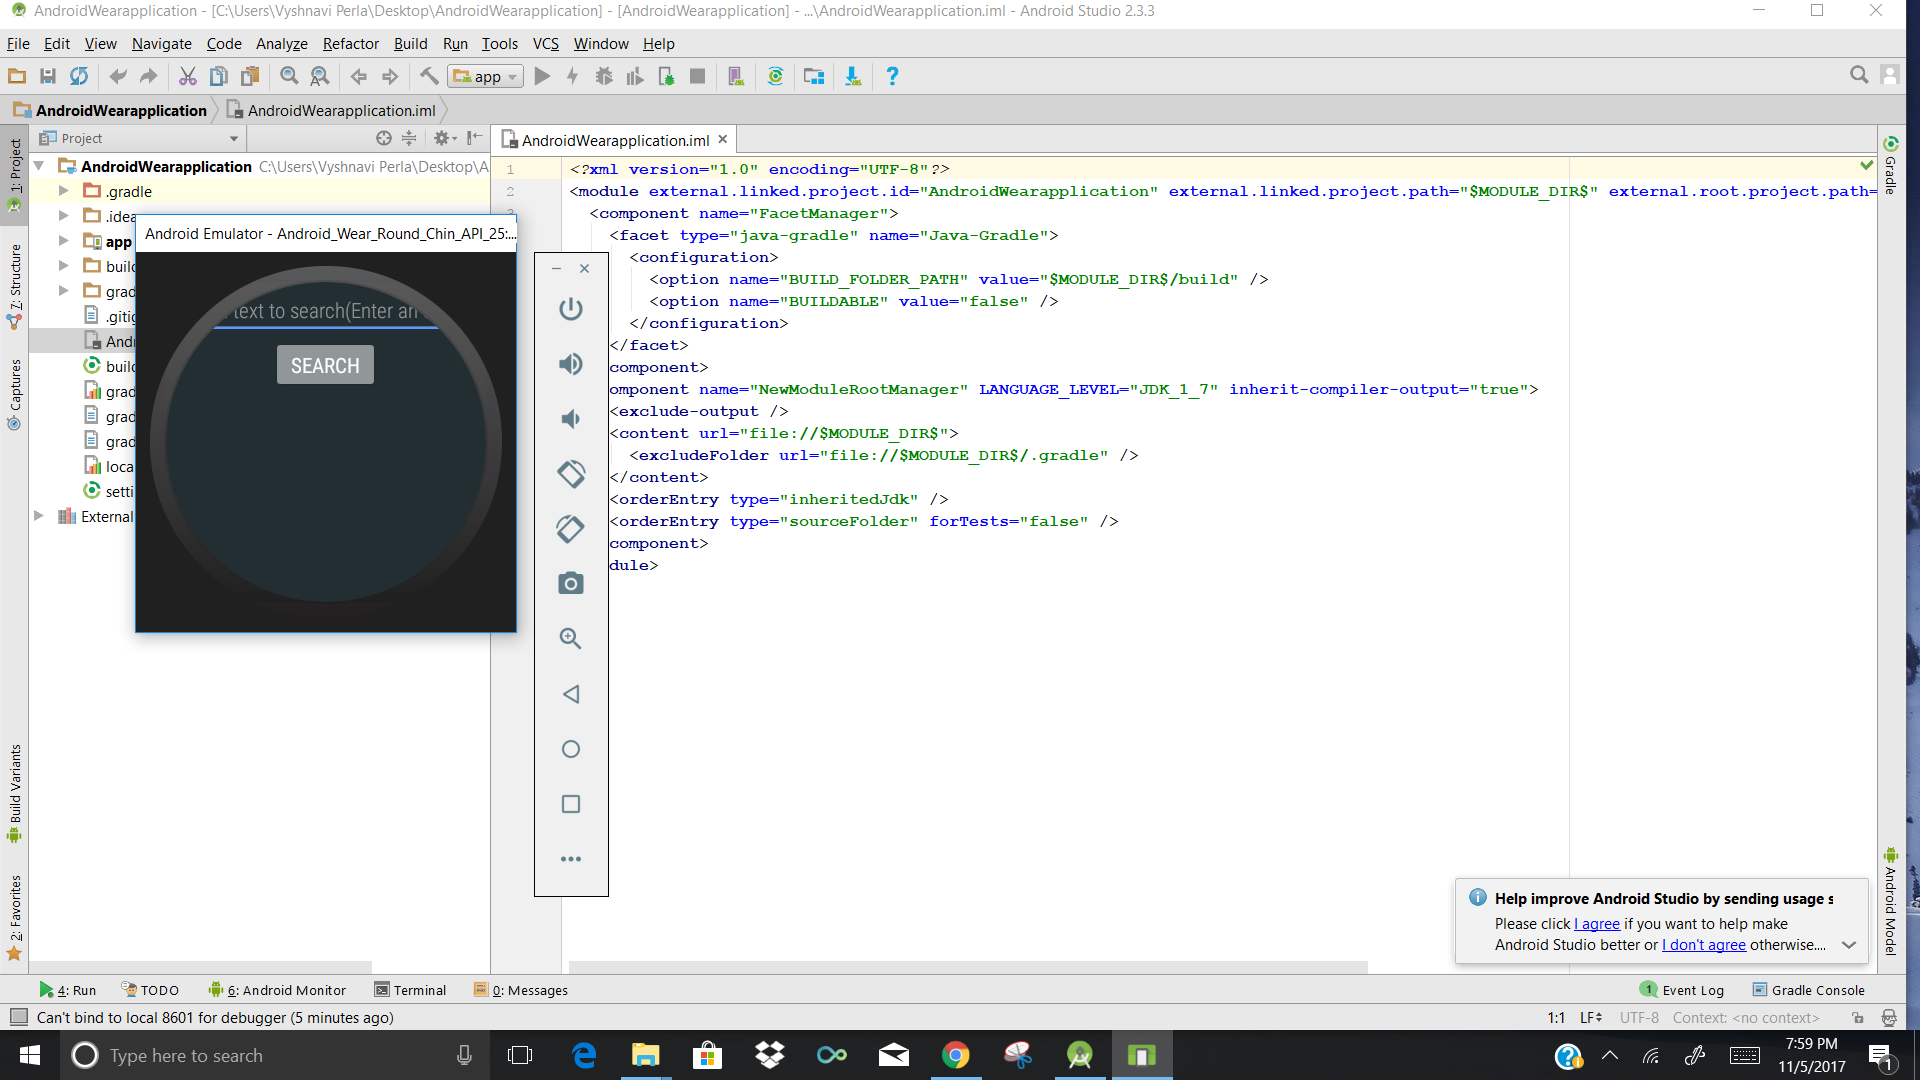 AndroidWearapplication - [C:\Users\Vyshnavi Perla\Desktop\AndroidWearapplication] - [AndroidWearapplication] - ...\AndroidWearapplication.iml - Android Studio 2.3.3
File Edit View Navigate Code Analyze Refactor Build Run Tools VCS Window Help
app
AndroidWearapplication AndroidWearapplication.iml
Project
AndroidWearapplication.iml
1: Project
7: Structure
Captures
Build Variants
2: Favorites
AndroidWearapplication C:\Users\Vyshnavi Perla\Desktop\A
.gradle
.idea
app
build
grad
.gitig
And
build
grad
grad
grad
loca
setti
External
Android Emulator - Android_Wear_Round_Chin_API_25:...
text to search(Enter an
SEARCH
1
2
<?xml version="1.0" encoding="UTF-8"?>
<module external.linked.project.id="AndroidWearapplication" external.linked.project.path="$MODULE_DIR$" external.root.project.path=
<component name="FacetManager">
<facet type="java-gradle" name="Java-Gradle">
<configuration>
<option name="BUILD_FOLDER_PATH" value="$MODULE_DIR$/build" />
<option name="BUILDABLE" value="false" />
</configuration>
</facet>
component>
omponent name="NewModuleRootManager" LANGUAGE_LEVEL="JDK_1_7" inherit-compiler-output="true">
<exclude-output />
<content url="file://$MODULE_DIR$">
<excludeFolder url="file://$MODULE_DIR$/.gradle" />
</content>
<orderEntry type="inheritedJdk" />
<orderEntry type="sourceFolder" forTests="false" />
component>
dule>
Gradle
Android Model
Help improve Android Studio by sending usage s
Please click I agree if you want to help make
Android Studio better or I don't agree otherwise....
4: Run TODO 6: Android Monitor Terminal 0: Messages 1 Event Log Gradle Console
Can't bind to local 8601 for debugger (5 minutes ago) 1:1 LF UTF-8 Context: <no context>
Type here to search
7:59 PM
11/5/2017
1